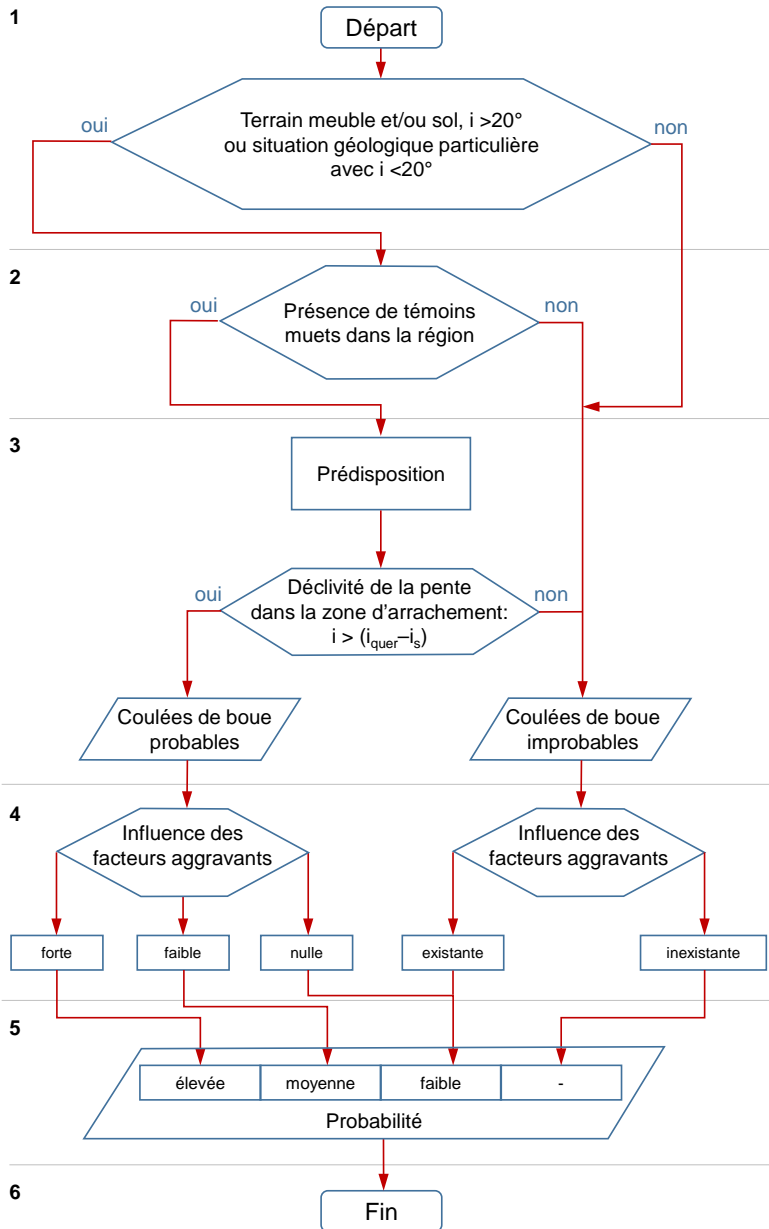 1
Départ
Terrain meuble et/ou sol, i >20°
ou situation géologique particulière
avec i <20°
oui
non
2
Présence de témoins
muets dans la région
oui
non
3
Prédisposition
Déclivité de la pente
dans la zone d'arrachement:
i > (iquer–is)
oui
non
Coulées de boue
probables
Coulées de boue
improbables
4
Influence des
facteurs aggravants
Influence des
facteurs aggravants
forte
faible
nulle
existante
inexistante
5
élevée
moyenne
faible
-
Probabilité
6
Fin